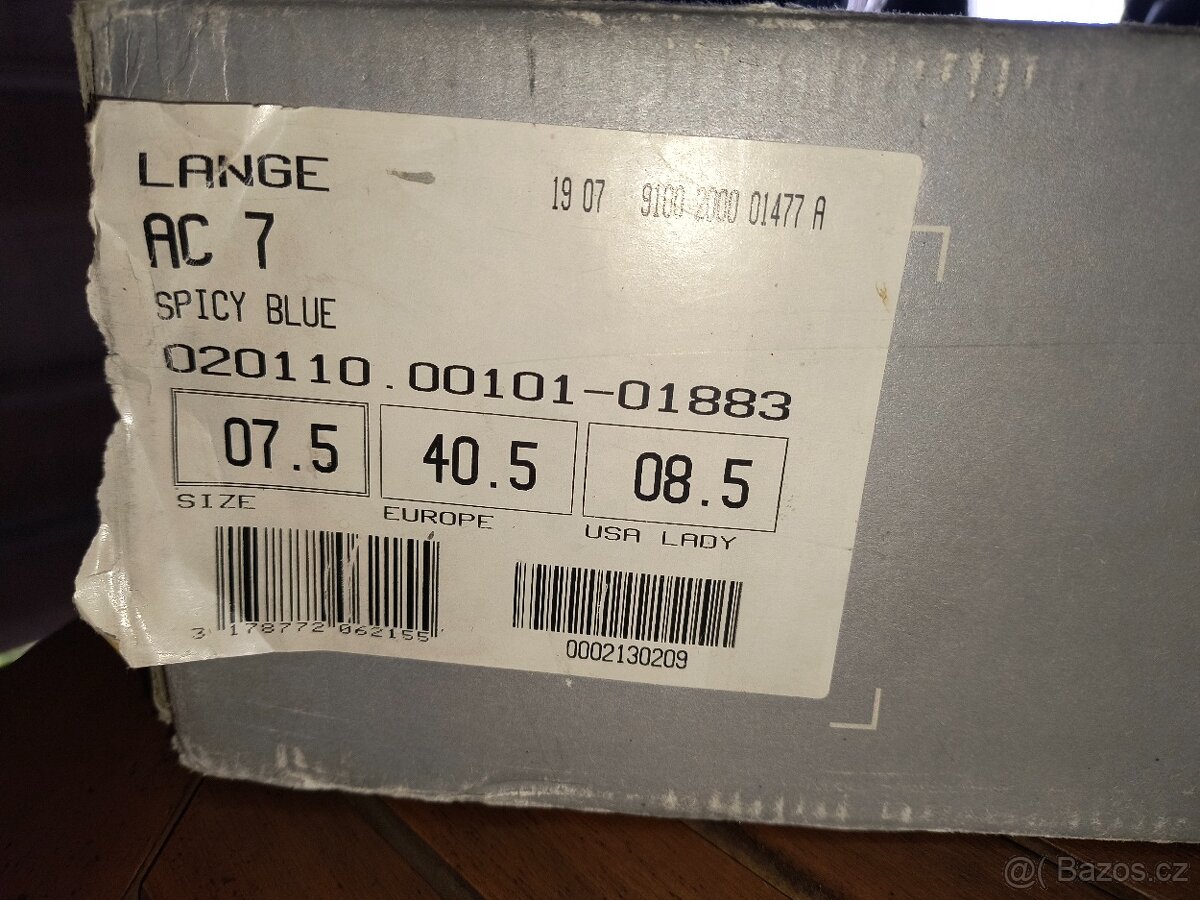 LANGE
19 07 9100 2000 01477 A
AC 7
SPICY BLUE
020110.00101-01883
07.5 40.5 08.5
SIZE EUROPE USA LADY
3 178772 062155
0002130209
@( Bazos.cz